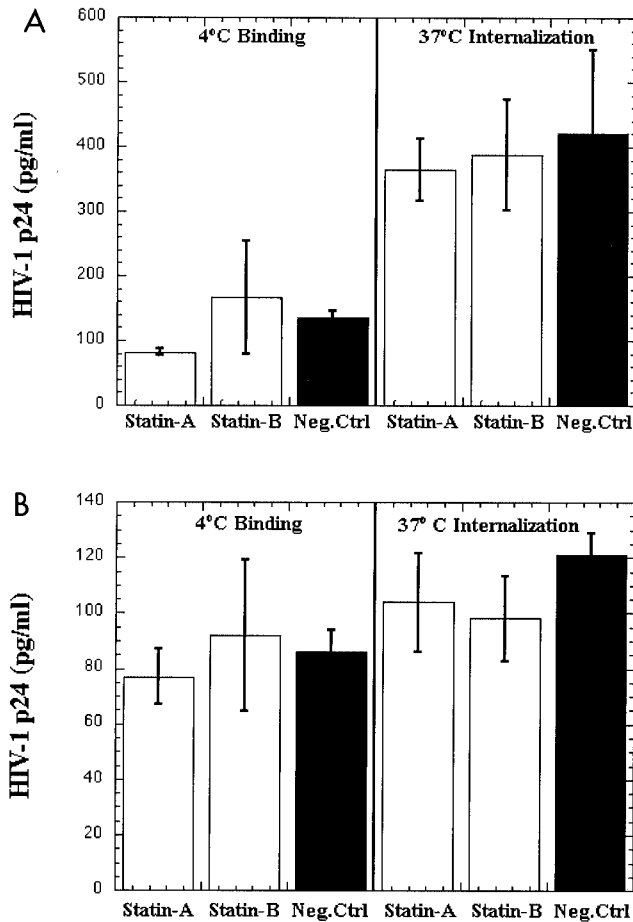 A
600
500
400
300
200
100
0
HIV-1 p24 (pg/ml)
4°C Binding
37°C Internalization
Statin-A Statin-B Neg.Ctrl Statin-A Statin-B Neg.Ctrl
B
140
120
100
80
60
40
20
0
HIV-1 p24 (pg/ml)
4°C Binding
37° C Internalization
Statin-A Statin-B Neg.Ctrl Statin-A Statin-B Neg.Ctrl